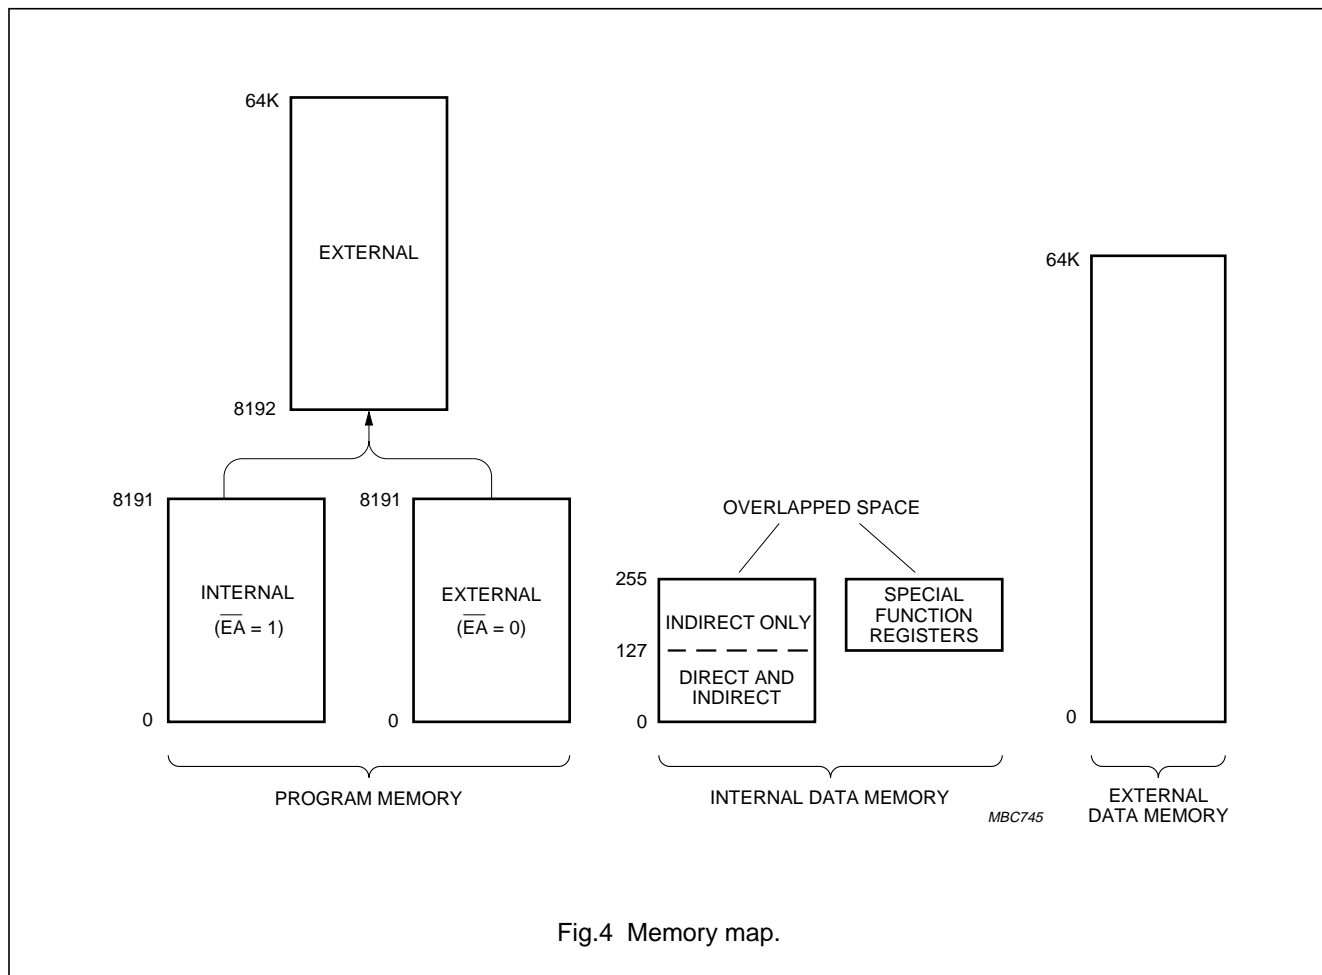 64K
EXTERNAL
8192
8191
INTERNAL
(E̅A̅ = 1)
0
8191
EXTERNAL
(E̅A̅ = 0)
0
PROGRAM MEMORY
OVERLAPPED SPACE
255
INDIRECT ONLY
127
DIRECT AND
INDIRECT
0
SPECIAL
FUNCTION
REGISTERS
INTERNAL DATA MEMORY
64K
0
EXTERNAL
DATA MEMORY
MBC745
Fig.4 Memory map.